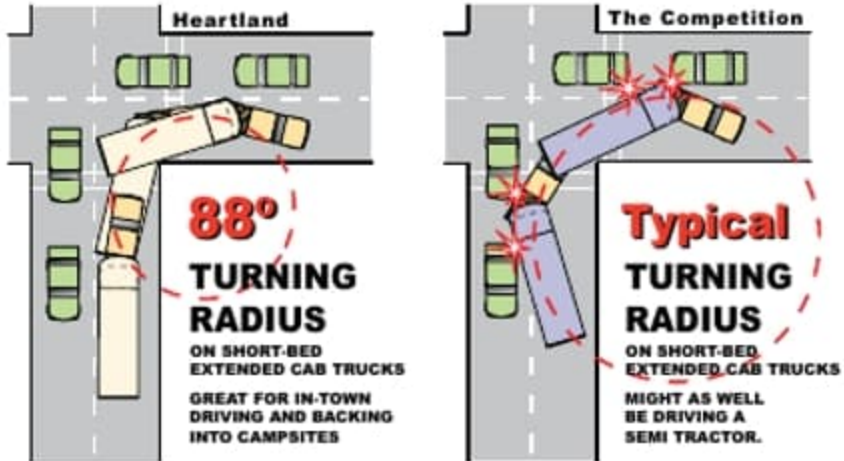 Heartland
88º
TURNING
RADIUS
ON SHORT-BED
EXTENDED CAB TRUCKS
GREAT FOR IN-TOWN
DRIVING AND BACKING
INTO CAMPSITES
The Competition
Typical
TURNING
RADIUS
ON SHORT-BED
EXTENDED CAB TRUCKS
MIGHT AS WELL
BE DRIVING A
SEMI TRACTOR.